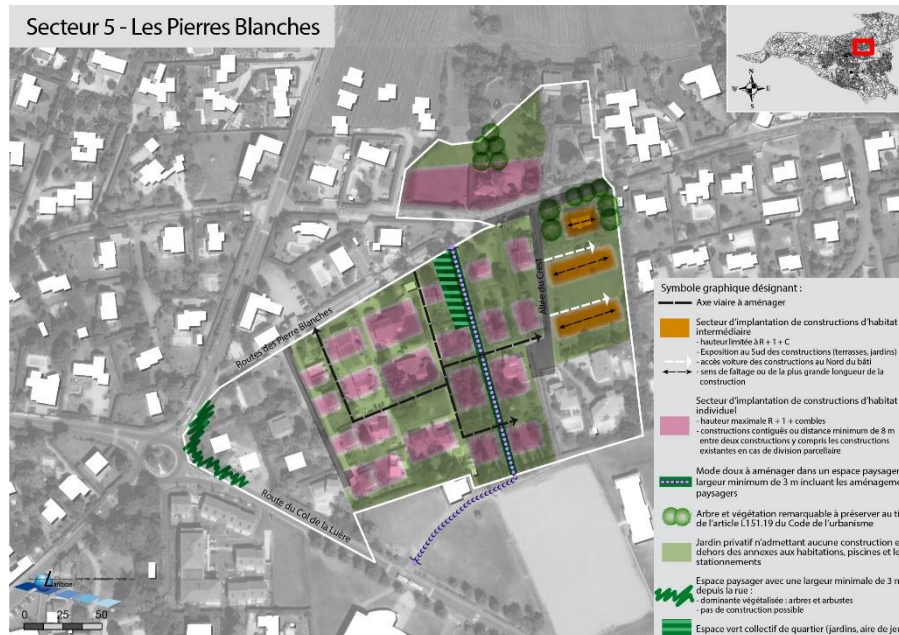 Secteur 5 - Les Pierres Blanches
N
W
E
S
Allée du Crest
Routes des Pierre Blanches
Route du Col de la Luère
Symbole graphique désignant :
Axe viaire à aménager
Secteur d'implantation de constructions d'habitat
intermédiaire
- hauteur limitée à R + 1 + C
- Exposition au Sud des constructions (terrasses, jardins)
- accès voiture des constructions au Nord du bâti
- sens de faîtage ou de la plus grande longueur de la
construction
Secteur d'implantation de constructions d'habitat
individuel
- hauteur maximale R + 1 + combles
- constructions contiguës ou distance minimum de 8 m
entre deux constructions y compris les constructions
existantes en cas de division parcellaire
Mode doux à aménager dans un espace paysager
largeur minimum de 3 m incluant les aménageme
paysagers
Arbre et végétation remarquable à préserver au ti
de l'article L151.19 du Code de l'urbanisme
Jardin privatif n'admettant aucune construction e
dehors des annexes aux habitations, piscines et le
stationnements
Espace paysager avec une largeur minimale de 3 m
depuis la rue :
- dominante végétalisée : arbres et arbustes
- pas de construction possible
Espace vert collectif de quartier (jardins, aire de jeu
0 25 50